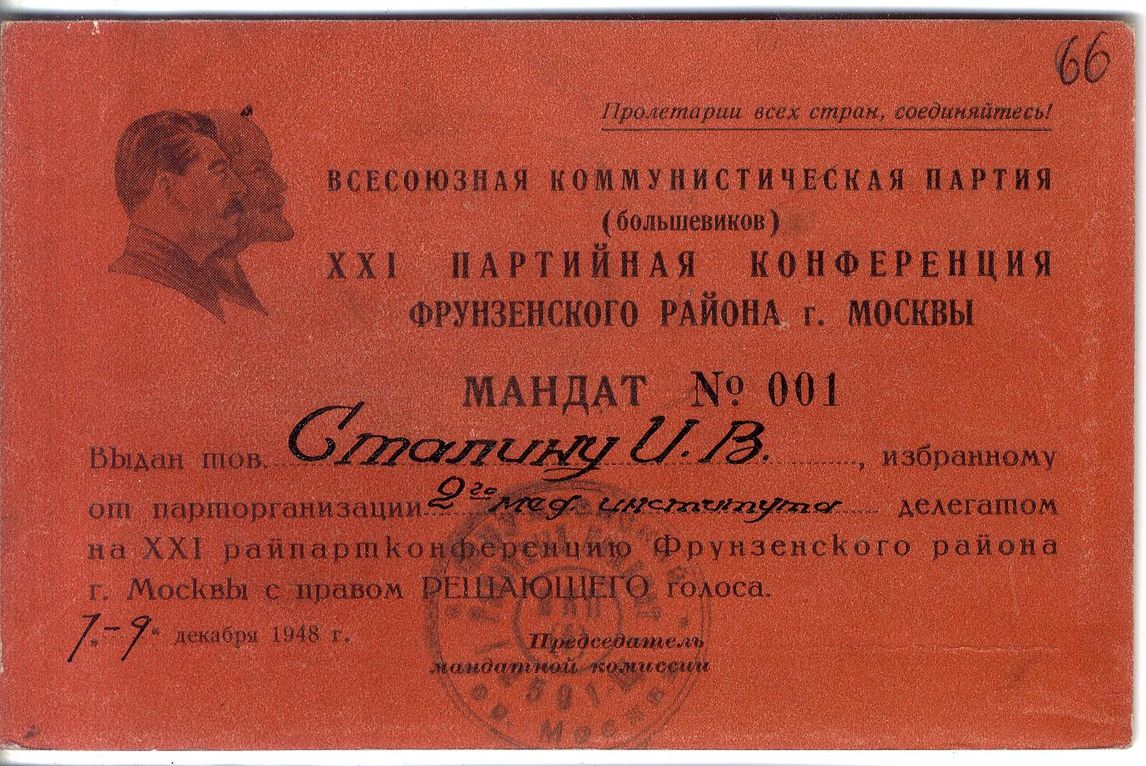 66
Пролетарии всех стран, соединяйтесь!
ВСЕСОЮЗНАЯ КОММУНИСТИЧЕСКАЯ ПАРТИЯ
(большевиков)
XXI ПАРТИЙНАЯ КОНФЕРЕНЦИЯ
ФРУНЗЕНСКОГО РАЙОНА г. МОСКВЫ
МАНДАТ № 001
Выдан тов. Сталину И. В., избранному
от парторганизации 2го мед. института делегатом
на XXI райпартконференцию Фрунзенского района
г. Москвы с правом РЕШАЮЩЕГО голоса.
„7-9“ декабря 1948 г.
Председатель
мандатной комиссии
гор. Москвы